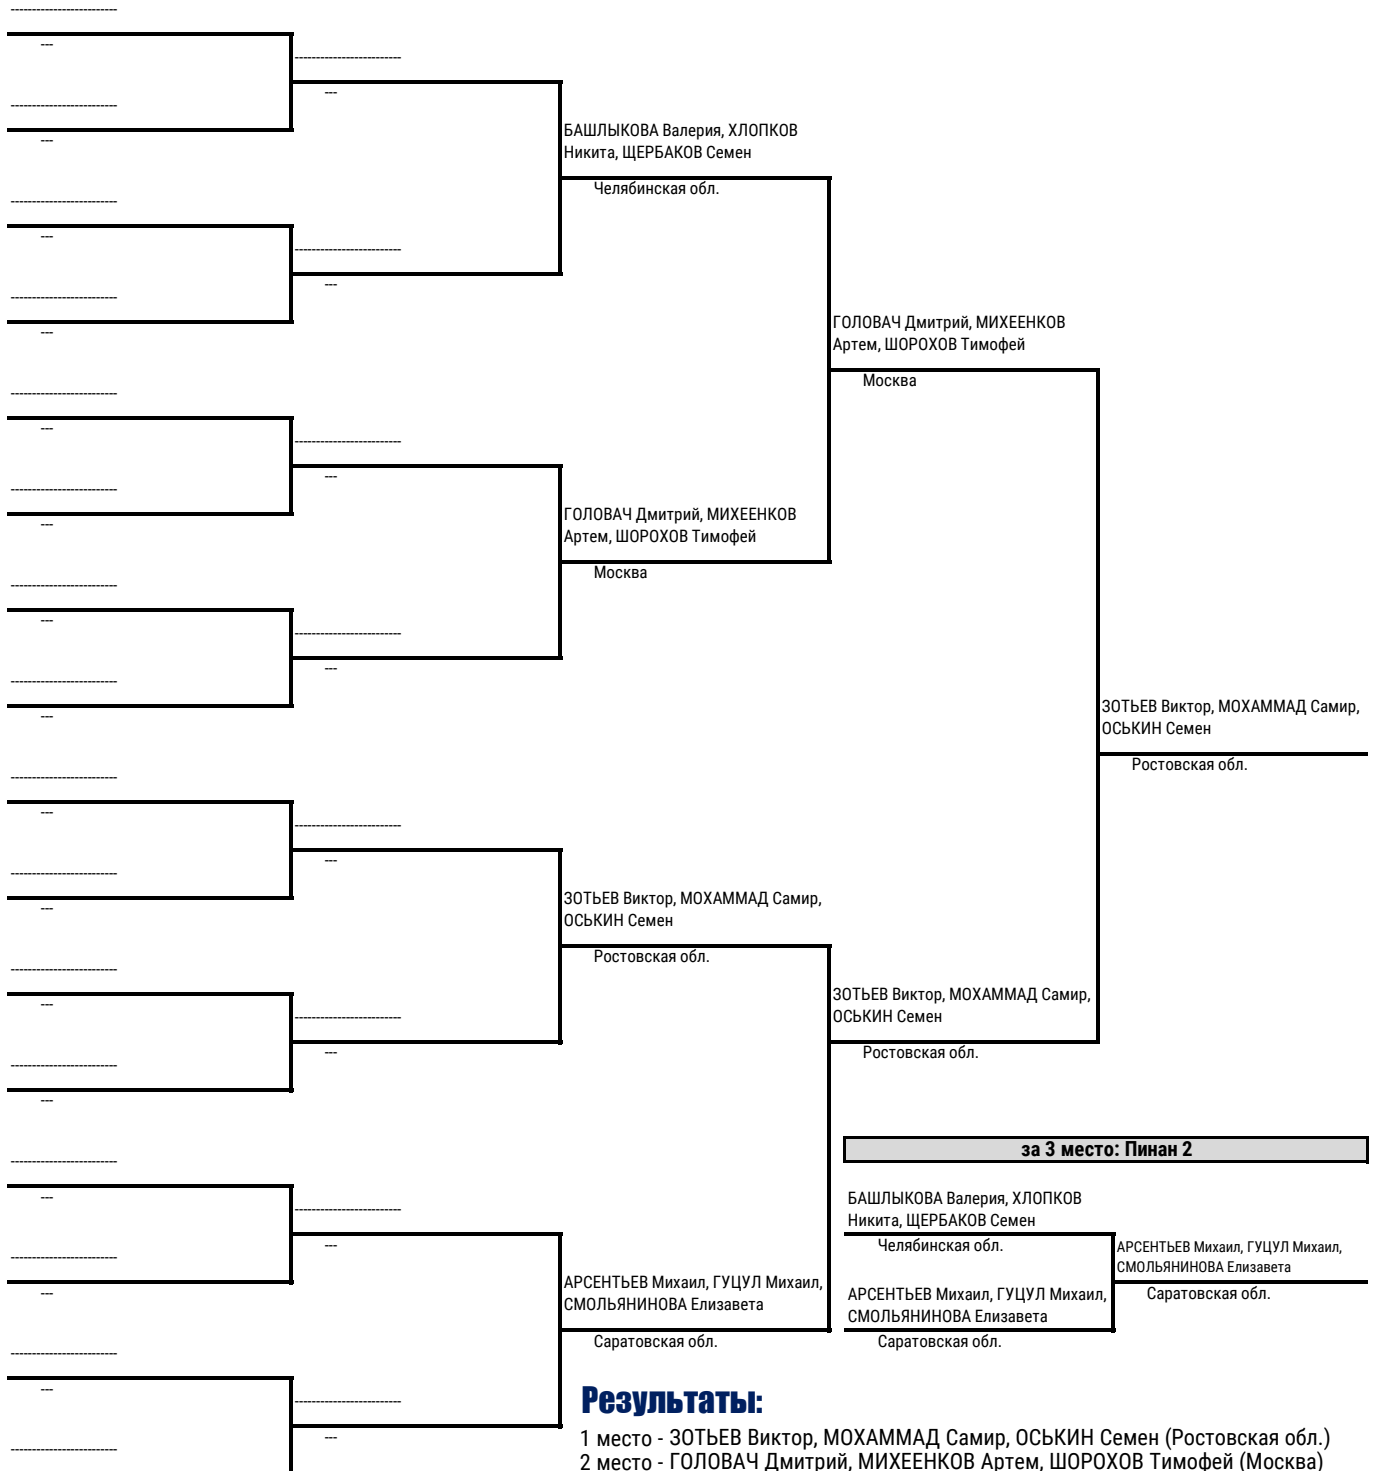 -------------------------
---
-------------------------
---
-------------------------
---
-------------------------
---
-------------------------
---
-------------------------
---
-------------------------
---
-------------------------
---
-------------------------
---
-------------------------
---
-------------------------
---
-------------------------
---
-------------------------
---
-------------------------
---
-------------------------
---
-------------------------
-------------------------
---
-------------------------
---
-------------------------
---
-------------------------
---
-------------------------
---
-------------------------
---
-------------------------
---
-------------------------
---
БАШЛЫКОВА Валерия, ХЛОПКОВ
Никита, ЩЕРБАКОВ Семен
Челябинская обл.
ГОЛОВАЧ Дмитрий, МИХЕЕНКОВ
Артем, ШОРОХОВ Тимофей
Москва
ЗОТЬЕВ Виктор, МОХАММАД Самир,
ОСЬКИН Семен
Ростовская обл.
АРСЕНТЬЕВ Михаил, ГУЦУЛ Михаил,
СМОЛЬЯНИНОВА Елизавета
Саратовская обл.
ГОЛОВАЧ Дмитрий, МИХЕЕНКОВ
Артем, ШОРОХОВ Тимофей
Москва
ЗОТЬЕВ Виктор, МОХАММАД Самир,
ОСЬКИН Семен
Ростовская обл.
ЗОТЬЕВ Виктор, МОХАММАД Самир,
ОСЬКИН Семен
Ростовская обл.
за 3 место: Пинан 2
БАШЛЫКОВА Валерия, ХЛОПКОВ
Никита, ЩЕРБАКОВ Семен
Челябинская обл.
АРСЕНТЬЕВ Михаил, ГУЦУЛ Михаил,
СМОЛЬЯНИНОВА Елизавета
Саратовская обл.
АРСЕНТЬЕВ Михаил, ГУЦУЛ Михаил,
СМОЛЬЯНИНОВА Елизавета
Саратовская обл.
Результаты:
1 место - ЗОТЬЕВ Виктор, МОХАММАД Самир, ОСЬКИН Семен (Ростовская обл.)
2 место - ГОЛОВАЧ Дмитрий, МИХЕЕНКОВ Артем, ШОРОХОВ Тимофей (Москва)